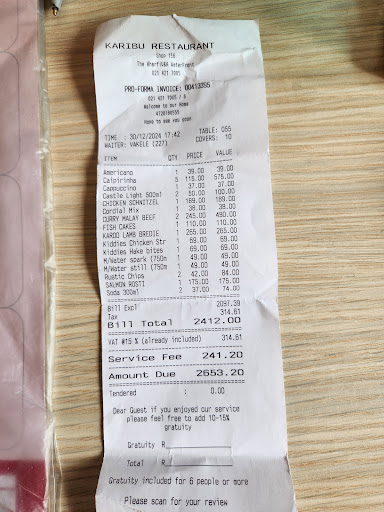 KARIBU RESTAURANT
Shop 156
The Wharf V&A Waterfront
021 421 7005
PRO-FORMA INVOICE:
021 421 7005 / 6
Welcome to our Home
to see you soon
TIME : 30/12/2024 17:42 TABLE: 055
WAITER: VAKELE (227) COVERS: 10
ITEM QTY PRICE VALUE
Americano 1 39.00 39.00
Caipirinha 5 115.00 575.00
Cappuccino 1 37.00 37.00
Castle Light 500ml 2 50.00 100.00
CHICKEN SCHNITZEL 1 189.00 189.00
Cordial Mix 1 38.00 38.00
CURRY MALAY BEEF 2 245.00 490.00
FISH CAKES 1 110.00 110.00
KAROO LAMB BREDIE 1 265.00 265.00
Kiddies Chicken Str 1 69.00 69.00
Kiddies Hake bites 1 69.00 69.00
M/Water spark (750m 1 49.00 49.00
M/Water still (750m 1 49.00 49.00
Rustic Chips 2 42.00 84.00
SALMON ROSTI 1 175.00 175.00
Soda 300ml 2 37.00 74.00
Bill Excl 2097.39
Tax 314.61
Bill Total 2412.00
VAT @15 % (already included) 314.61
Service Fee 241.20
Amount Due 2653.20
Tendered : 0.00
Dear Guest if you enjoyed our service
please feel free to add 10-15%
gratuity
Gratuity R
Total R
Gratuity included for 6 people or more
Please scan for your review